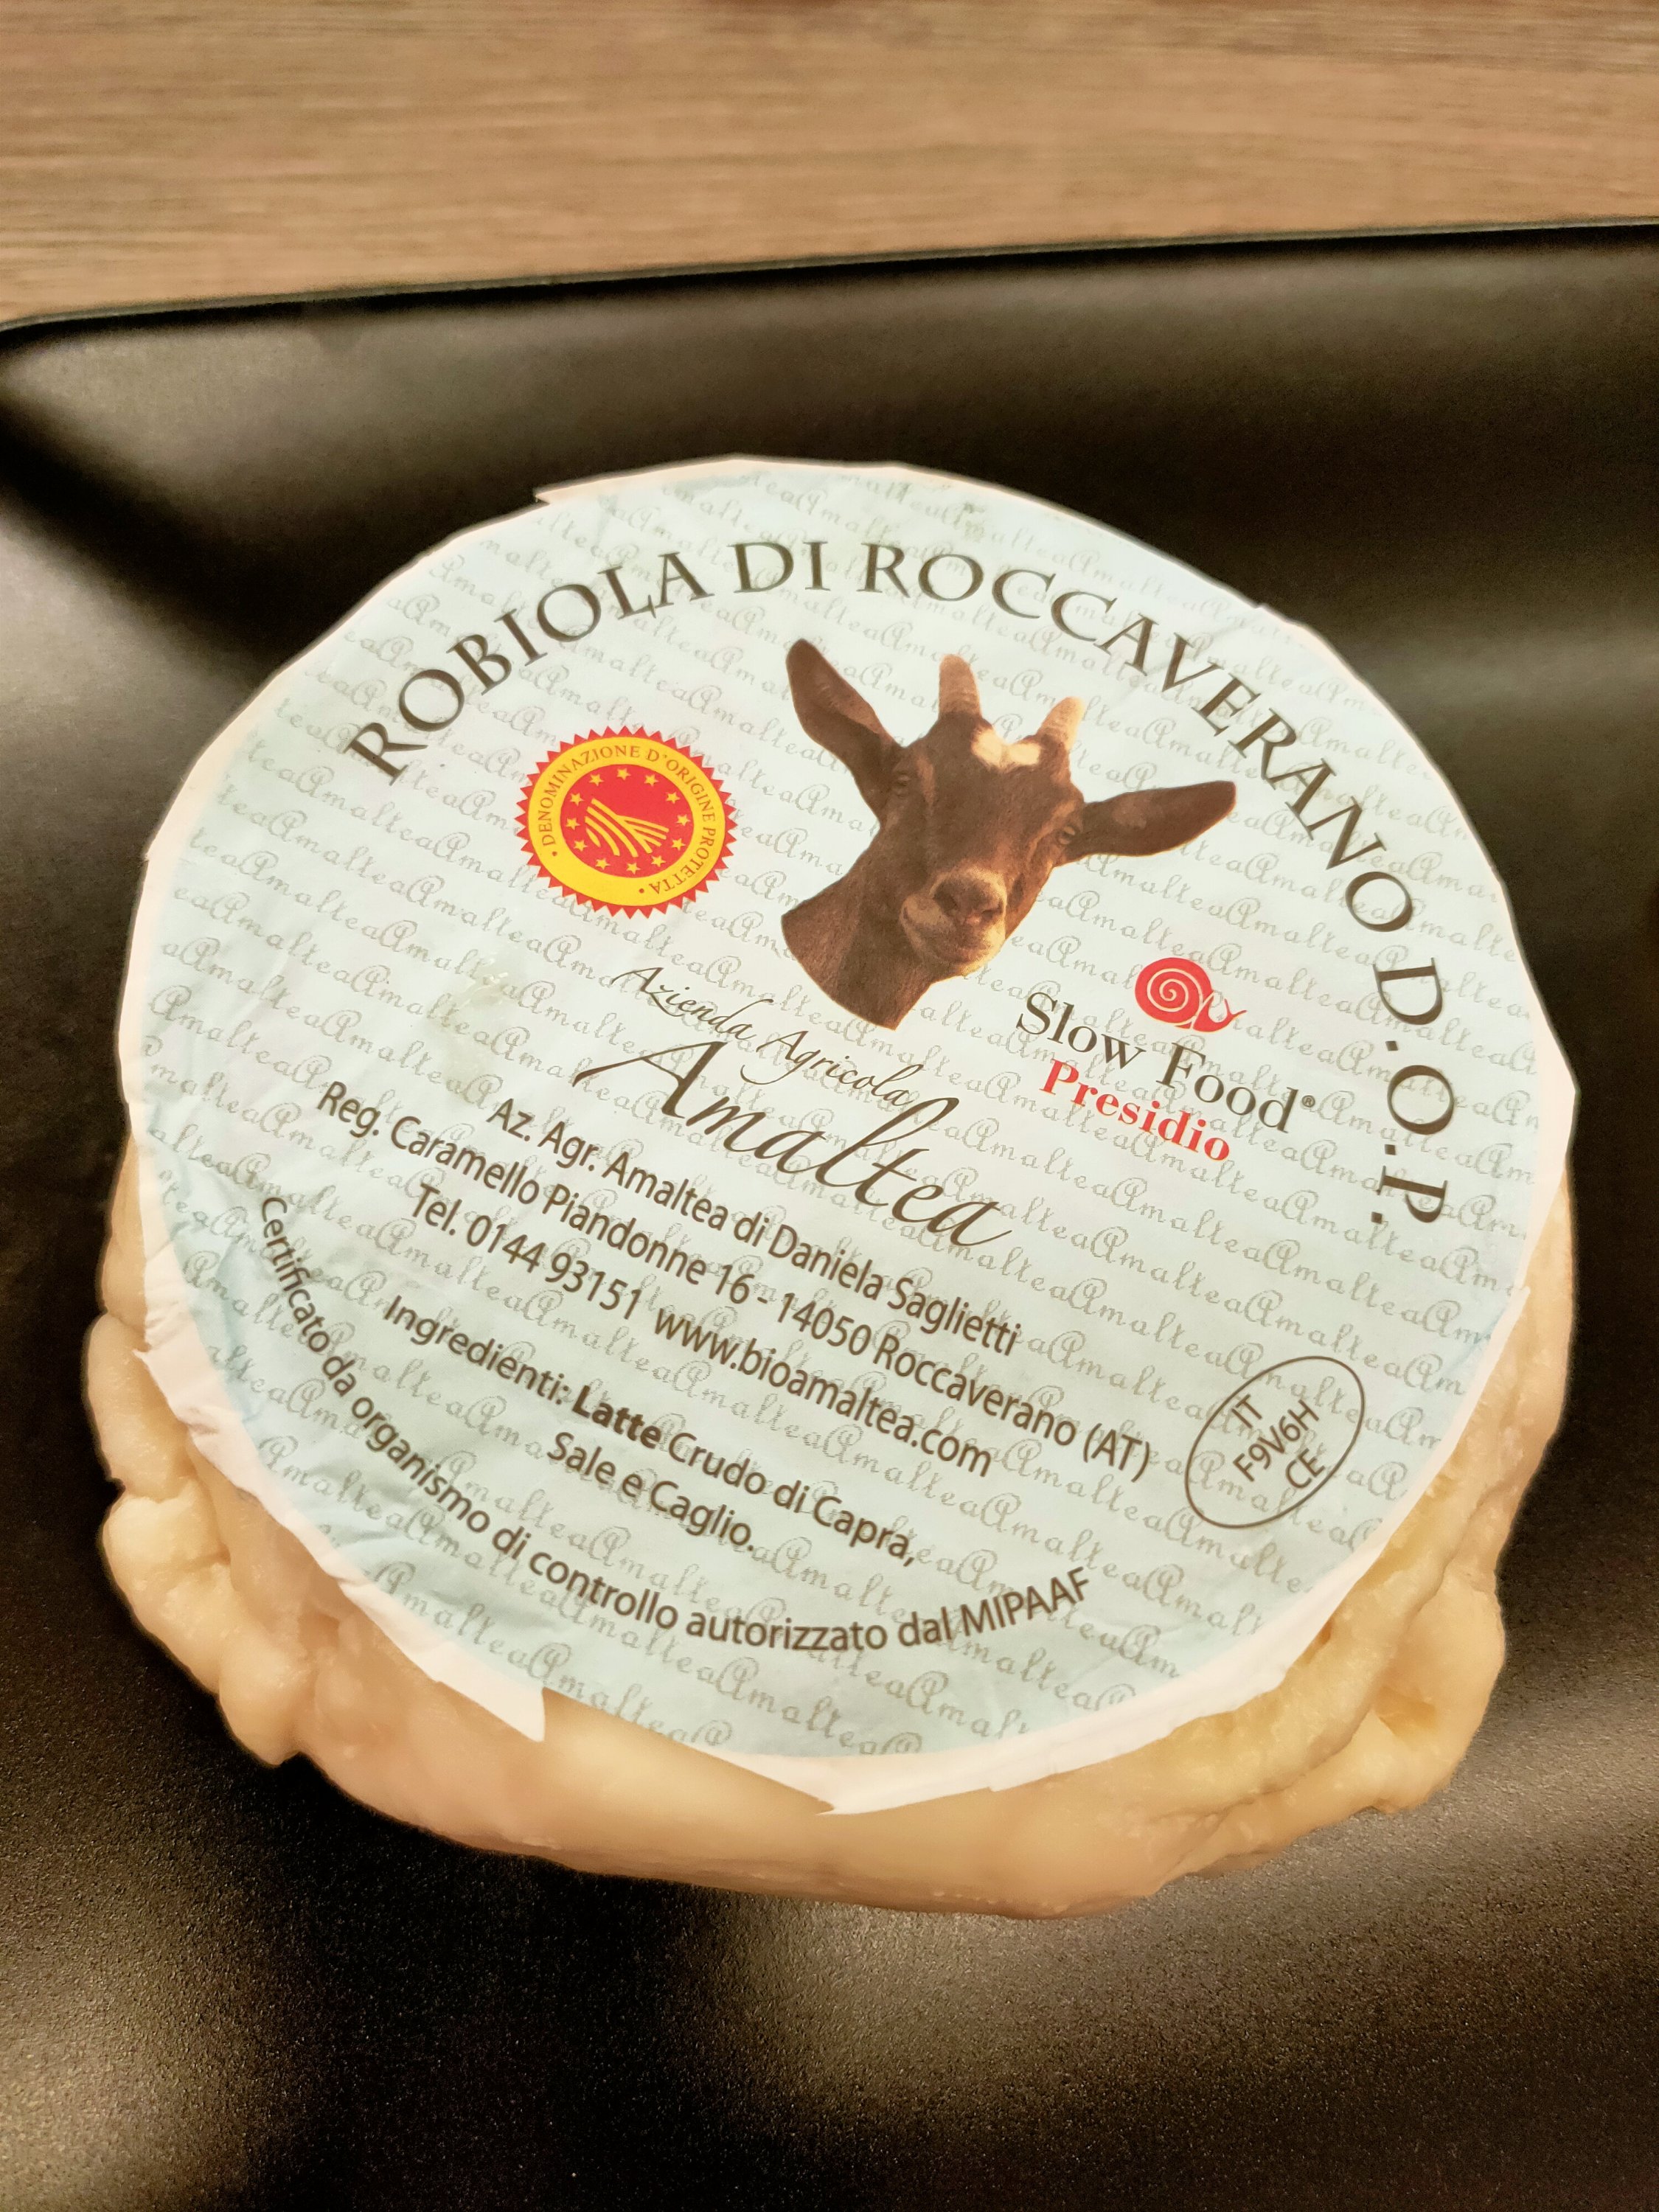 ROBIOLA DI ROCCAVERANO D.O.P.
· DENOMINAZIONE D'ORIGINE PROTETTA ·
Slow Food®
Presidio
Azienda Agricola
Amaltea
Az. Agr. Amaltea di Daniela Saglietti
Reg. Caramello Piandonne 16 - 14050 Roccaverano (AT)
Tel. 0144 93151 www.bioamaltea.com
IT
F9V6H
CE
Ingredienti: Latte Crudo di Capra,
Sale e Caglio.
Certificato da organismo di controllo autorizzato dal MIPAAF